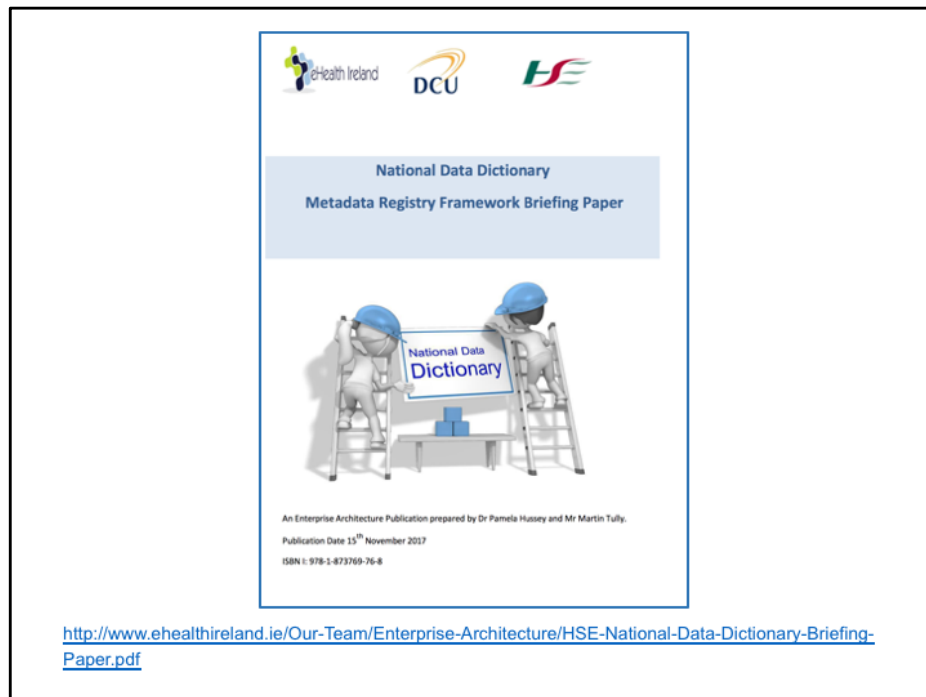 eHealth Ireland
DCU
HSE
National Data Dictionary
Metadata Registry Framework Briefing Paper
National Data
Dictionary
An Enterprise Architecture Publication prepared by Dr Pamela Hussey and Mr Martin Tully.
Publication Date 15th November 2017
ISBN I: 978-1-873769-76-8
http://www.ehealthireland.ie/Our-Team/Enterprise-Architecture/HSE-National-Data-Dictionary-Briefing-
Paper.pdf